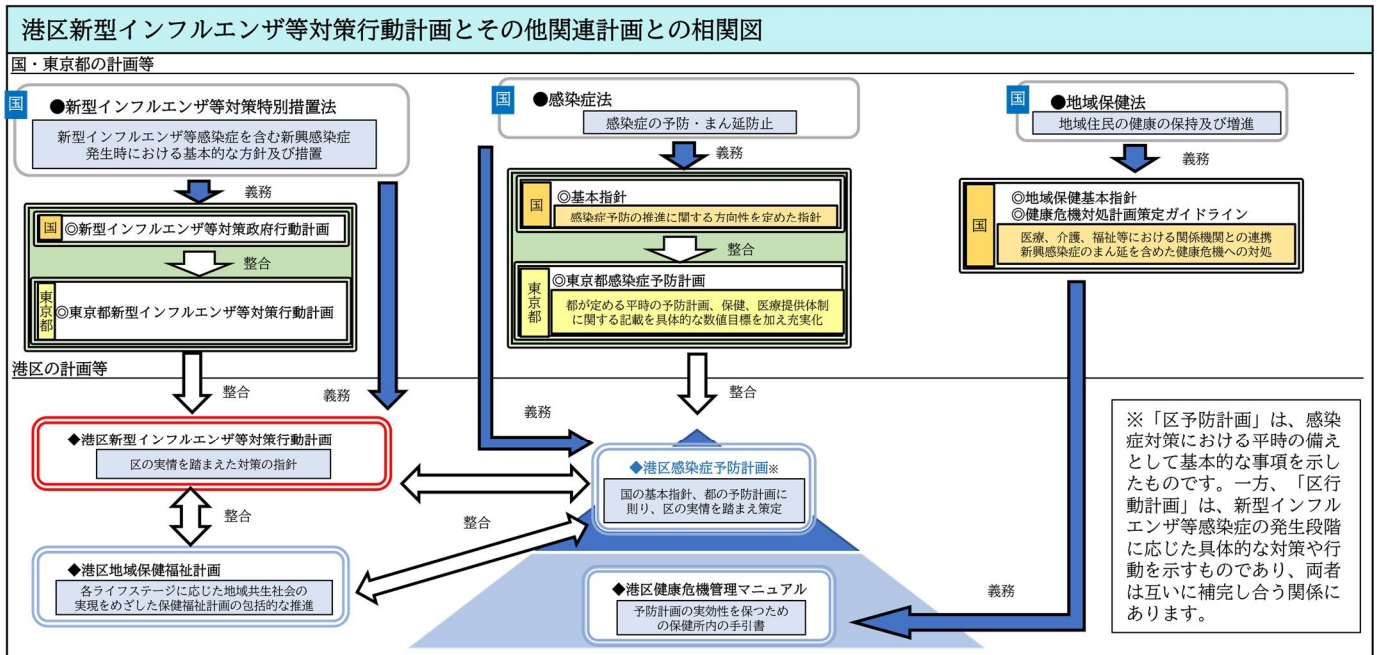 港区新型インフルエンザ等対策行動計画とその他関連計画との相関図
国・東京都の計画等
国
●新型インフルエンザ等対策特別措置法
新型インフルエンザ等感染症を含む新興感染症
発生時における基本的な方針及び措置
義務
国
◎新型インフルエンザ等対策政府行動計画
整合
東京都
◎東京都新型インフルエンザ等対策行動計画
国
●感染症法
感染症の予防・まん延防止
義務
国
◎基本指針
感染症予防の推進に関する方向性を定めた指針
整合
東京都
◎東京都感染症予防計画
都が定める平時の予防計画、保健、医療提供体制
に関する記載を具体的な数値目標を加え充実化
国
●地域保健法
地域住民の健康の保持及び増進
義務
国
◎地域保健基本指針
◎健康危機対処計画策定ガイドライン
医療、介護、福祉等における関係機関との連携
新興感染症のまん延を含めた健康危機への対処
港区の計画等
整合
義務
義務
整合
◆港区新型インフルエンザ等対策行動計画
区の実情を踏まえた対策の指針
整合
◆港区地域保健福祉計画
各ライフステージに応じた地域共生社会の
実現をめざした保健福祉計画の包括的な推進
整合
◆港区感染症予防計画※
国の基本指針、都の予防計画に
則り、区の実情を踏まえ策定
◆港区健康危機管理マニュアル
予防計画の実効性を保つため
の保健所内の手引書
義務
※「区予防計画」は、感染
症対策における平時の備え
として基本的な事項を示し
たものです。一方、「区行
動計画」は、新型インフル
エンザ等感染症の発生段階
に応じた具体的な対策や行
動を示すものであり、両者
は互いに補完し合う関係に
あります。